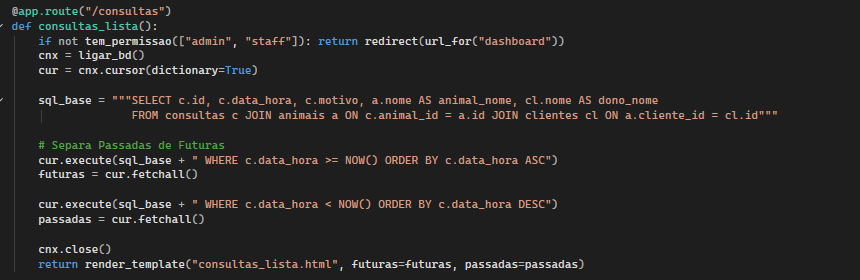 @app.route("/consultas")
def consultas_lista():
    if not tem_permissao(["admin", "staff"]): return redirect(url_for("dashboard"))
    cnx = ligar_bd()
    cur = cnx.cursor(dictionary=True)

    sql_base = """SELECT c.id, c.data_hora, c.motivo, a.nome AS animal_nome, cl.nome AS dono_nome
                  FROM consultas c JOIN animais a ON c.animal_id = a.id JOIN clientes cl ON a.cliente_id = cl.id"""

    # Separa Passadas de Futuras
    cur.execute(sql_base + " WHERE c.data_hora >= NOW() ORDER BY c.data_hora ASC")
    futuras = cur.fetchall()

    cur.execute(sql_base + " WHERE c.data_hora < NOW() ORDER BY c.data_hora DESC")
    passadas = cur.fetchall()

    cnx.close()
    return render_template("consultas_lista.html", futuras=futuras, passadas=passadas)